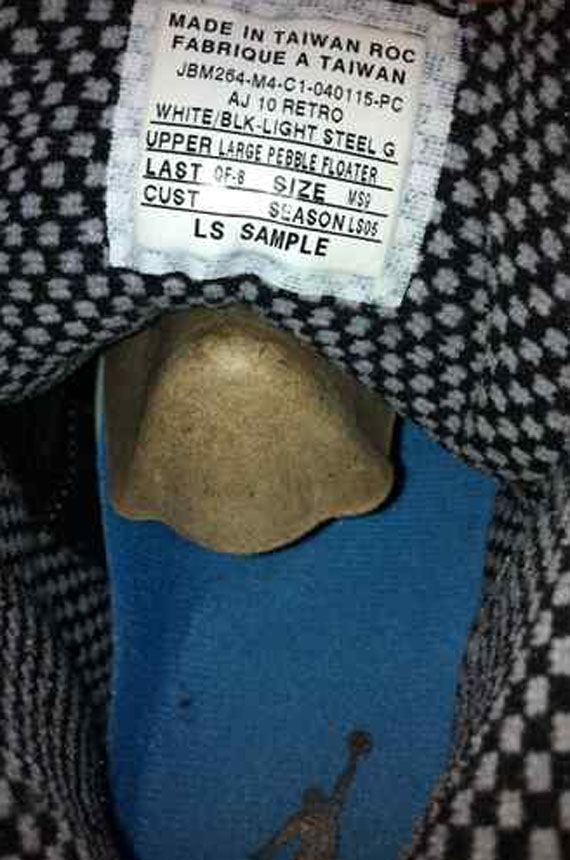 MADE IN TAIWAN ROC
FABRIQUE A TAIWAN
JBM264-M4-C1-040115-PC
AJ 10 RETRO
WHITE/BLK-LIGHT STEEL G
UPPER LARGE PEBBLE FLOATER
LAST OF-8 SIZE MS9
CUST SEASON LS05
LS SAMPLE